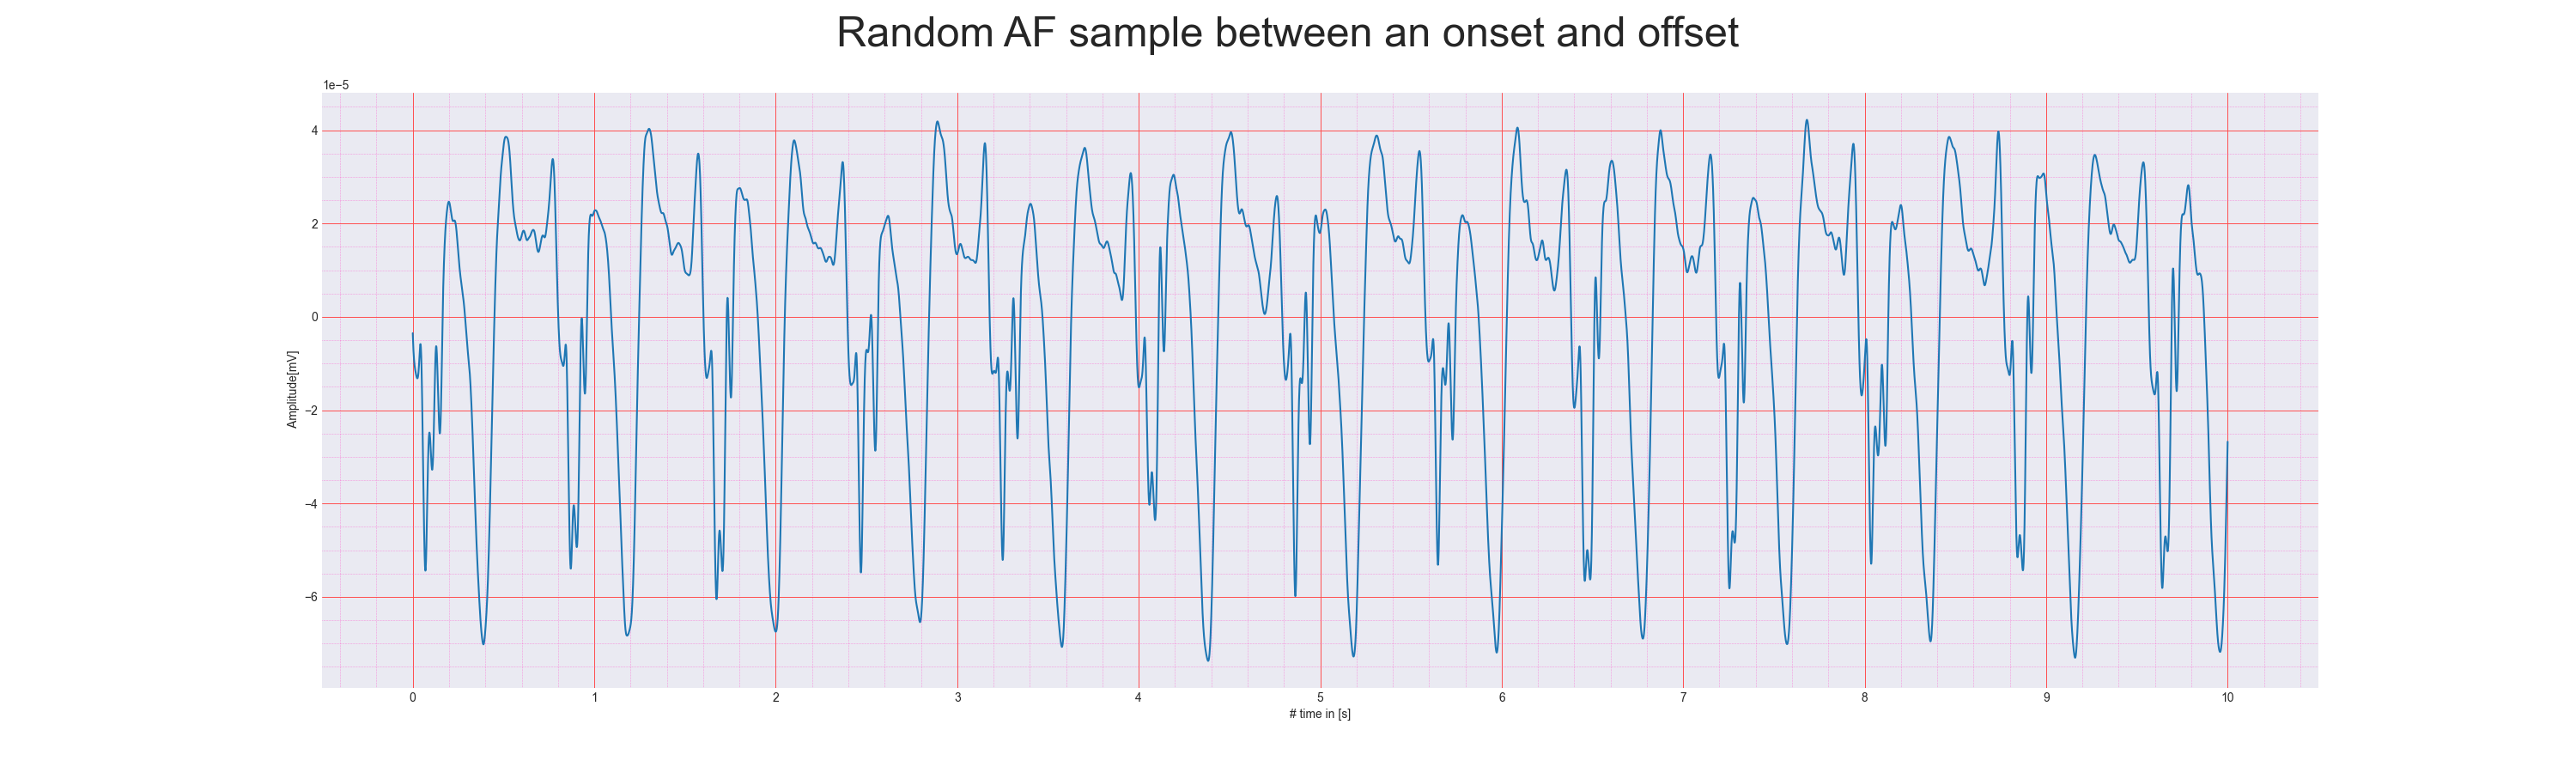 Random AF sample between an onset and offset
1e−5
4
2
0
−2
−4
−6
Amplitude[mV]
0 1 2 3 4 5 6 7 8 9 10
# time in [s]